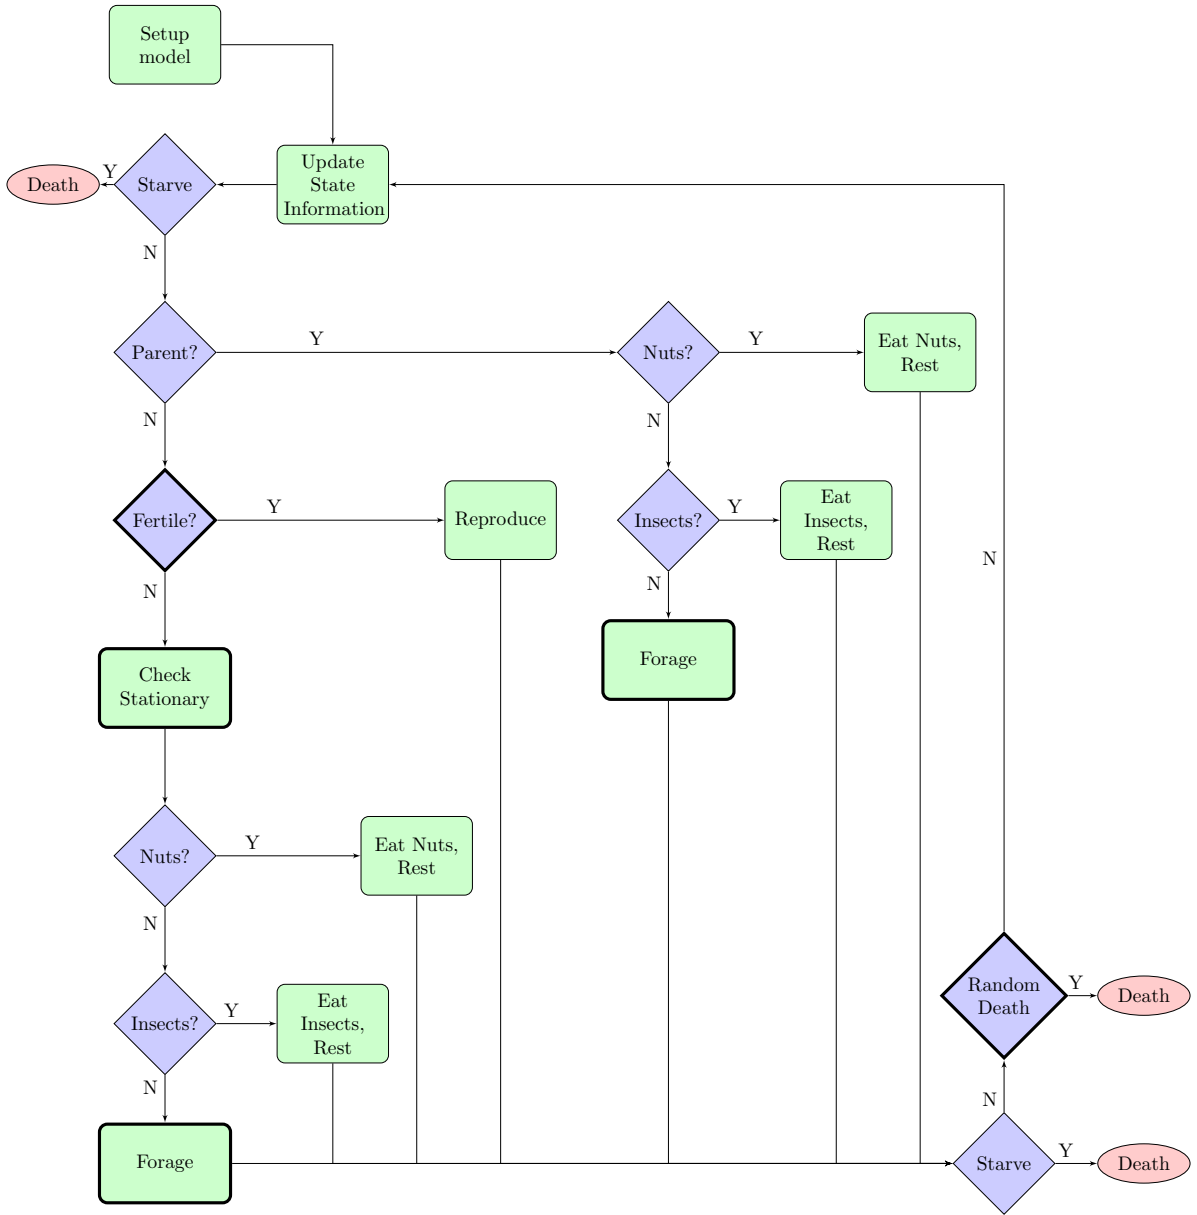 Setup
model
Update
State
Information
Starve
Y
Death
N
Parent?
Y
Nuts?
Y
Eat Nuts,
Rest
N
N
Fertile?
Y
Reproduce
Insects?
Y
Eat
Insects,
Rest
N
N
N
Forage
Check
Stationary
Nuts?
Y
Eat Nuts,
Rest
N
Insects?
Y
Eat
Insects,
Rest
Random
Death
Y
Death
N
N
Forage
Starve
Y
Death